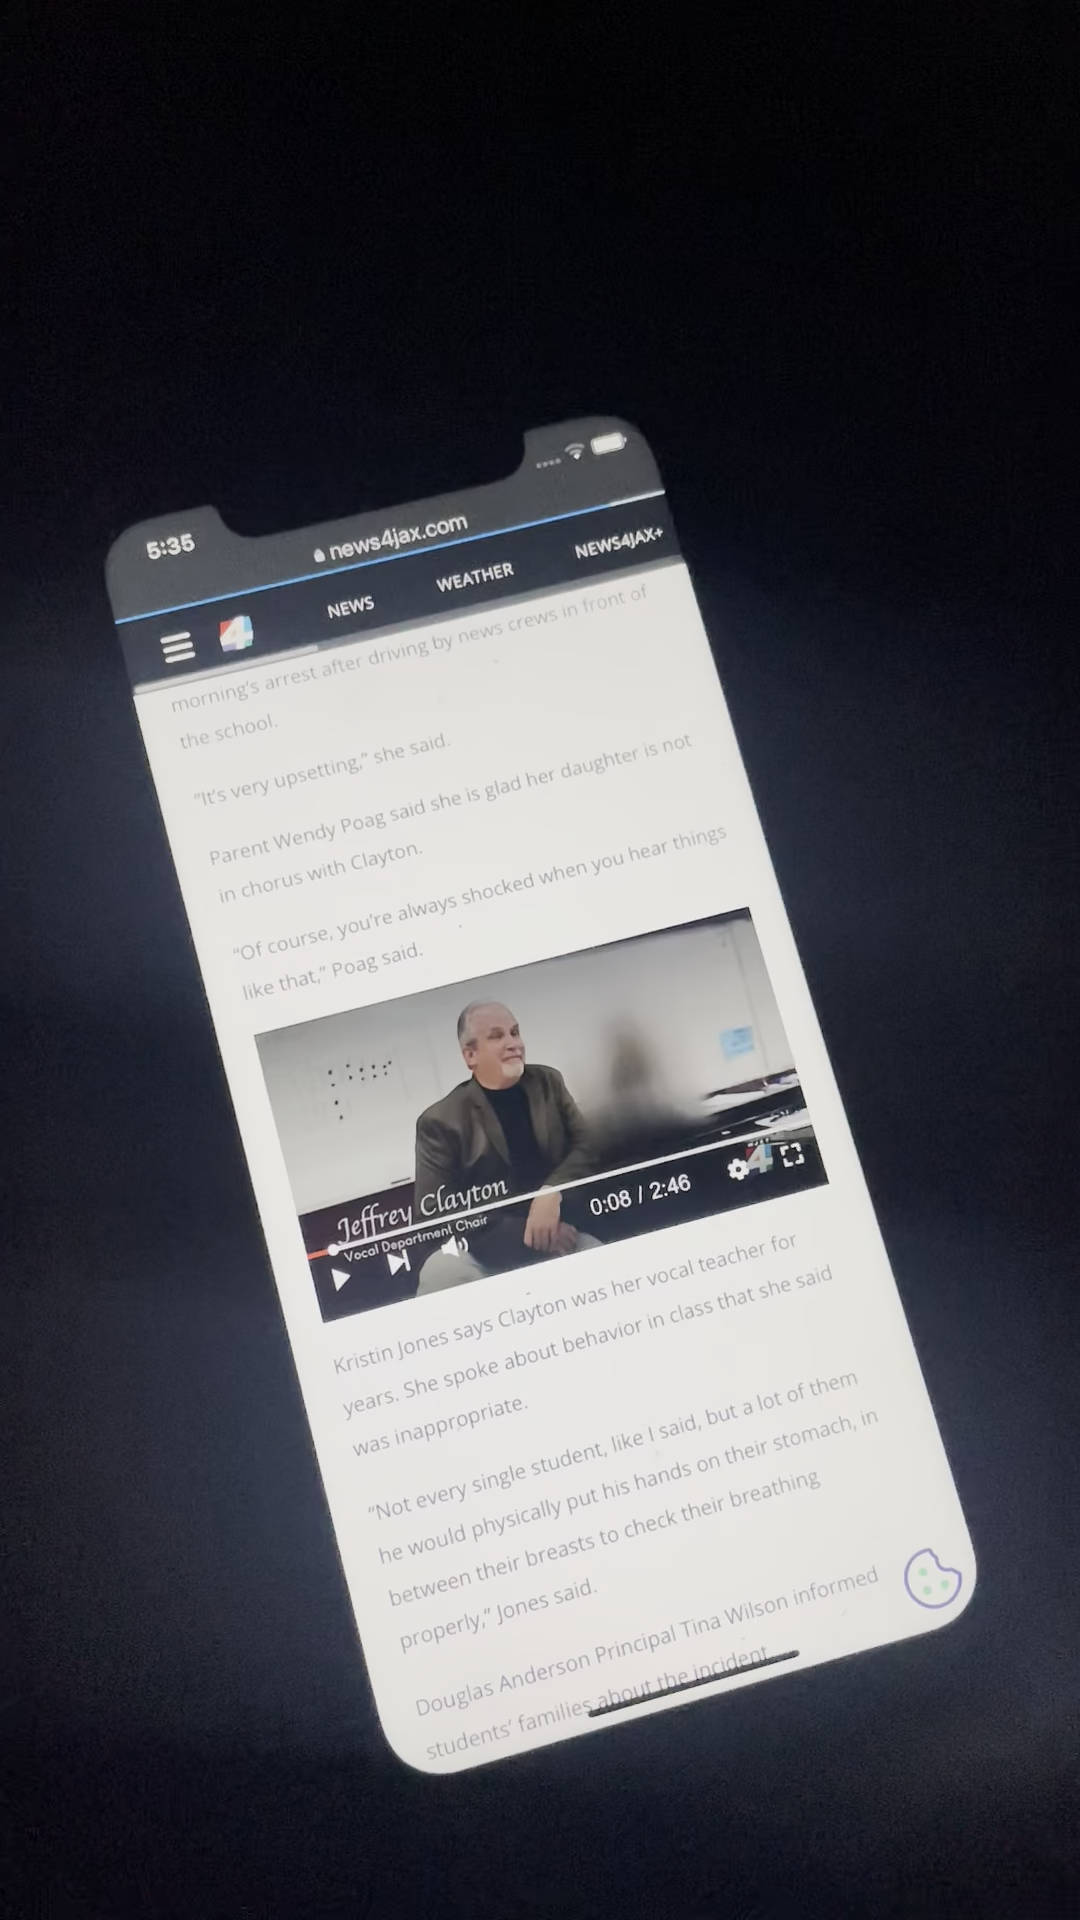 5:35
news4jax.com
4
NEWS
WEATHER
NEWS4JAX+
morning's arrest after driving by news crews in front of
the school.
"It's very upsetting," she said.
Parent Wendy Poag said she is glad her daughter is not
in chorus with Clayton.
"Of course, you're always shocked when you hear things
like that," Poag said.
Jeffrey Clayton
Vocal Department Chair
0:08 / 2:46
4
Kristin Jones says Clayton was her vocal teacher for
years. She spoke about behavior in class that she said
was inappropriate.
"Not every single student, like I said, but a lot of them
he would physically put his hands on their stomach, in
between their breasts to check their breathing
properly," Jones said.
Douglas Anderson Principal Tina Wilson informed
students' families about the incident